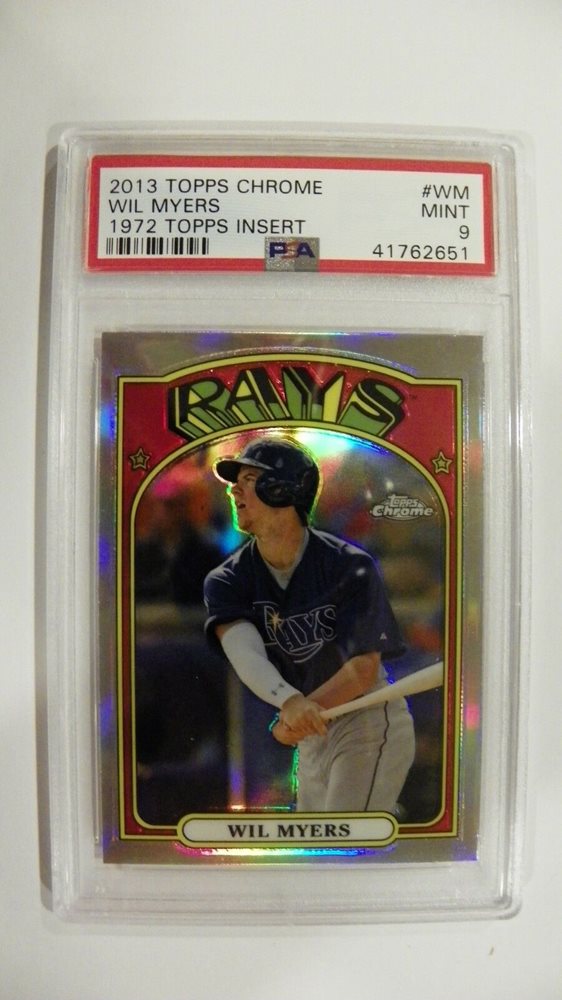 2013 TOPPS CHROME #WM
WIL MYERS MINT
1972 TOPPS INSERT 9
PSA 41762651
RAYS
Topps
Chrome
RAYS
WIL MYERS